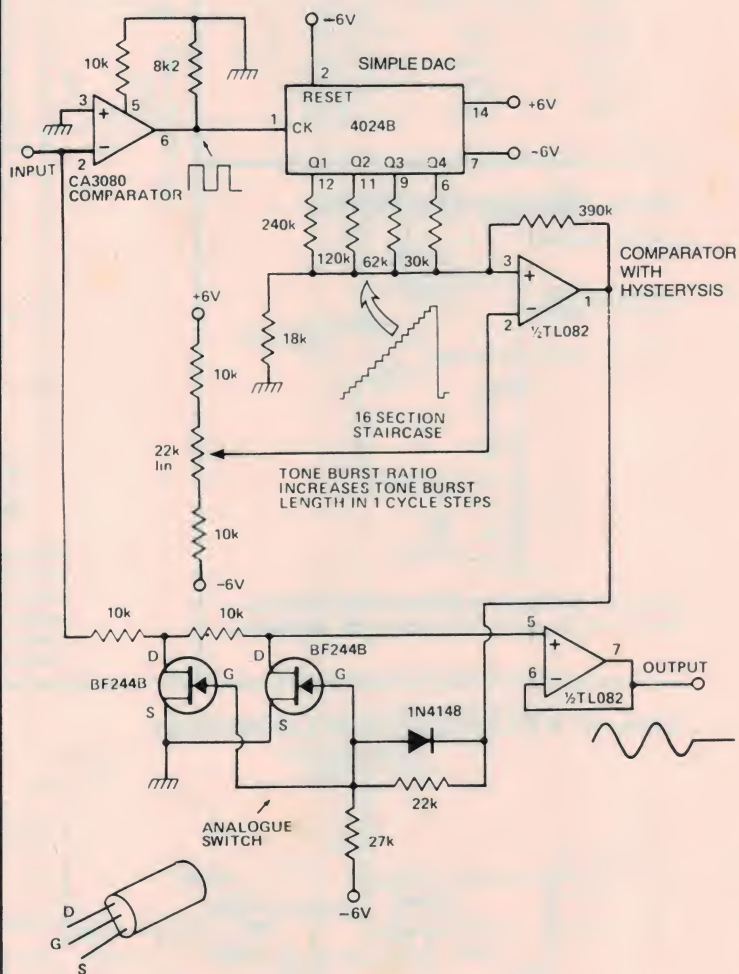 –6V
10k
8k2
SIMPLE DAC
2
RESET
14
+6V
3
+
5
6
1
CK
4024B
7
–6V
–
INPUT
2
CA3080
COMPARATOR
Q1
Q2
Q3
Q4
12
11
9
6
240k
120k
62k
30k
390k
COMPARATOR
WITH
HYSTERYSIS
3
+
1
–
2
½TL082
+6V
18k
10k
16 SECTION
STAIRCASE
22k
lin
TONE BURST RATIO
INCREASES TONE BURST
LENGTH IN 1 CYCLE STEPS
10k
–6V
10k
10k
5
+
7
OUTPUT
6
–
½TL082
D
BF244B
D
G
BF244B
G
S
S
1N4148
22k
ANALOGUE
SWITCH
27k
–6V
D
G
S